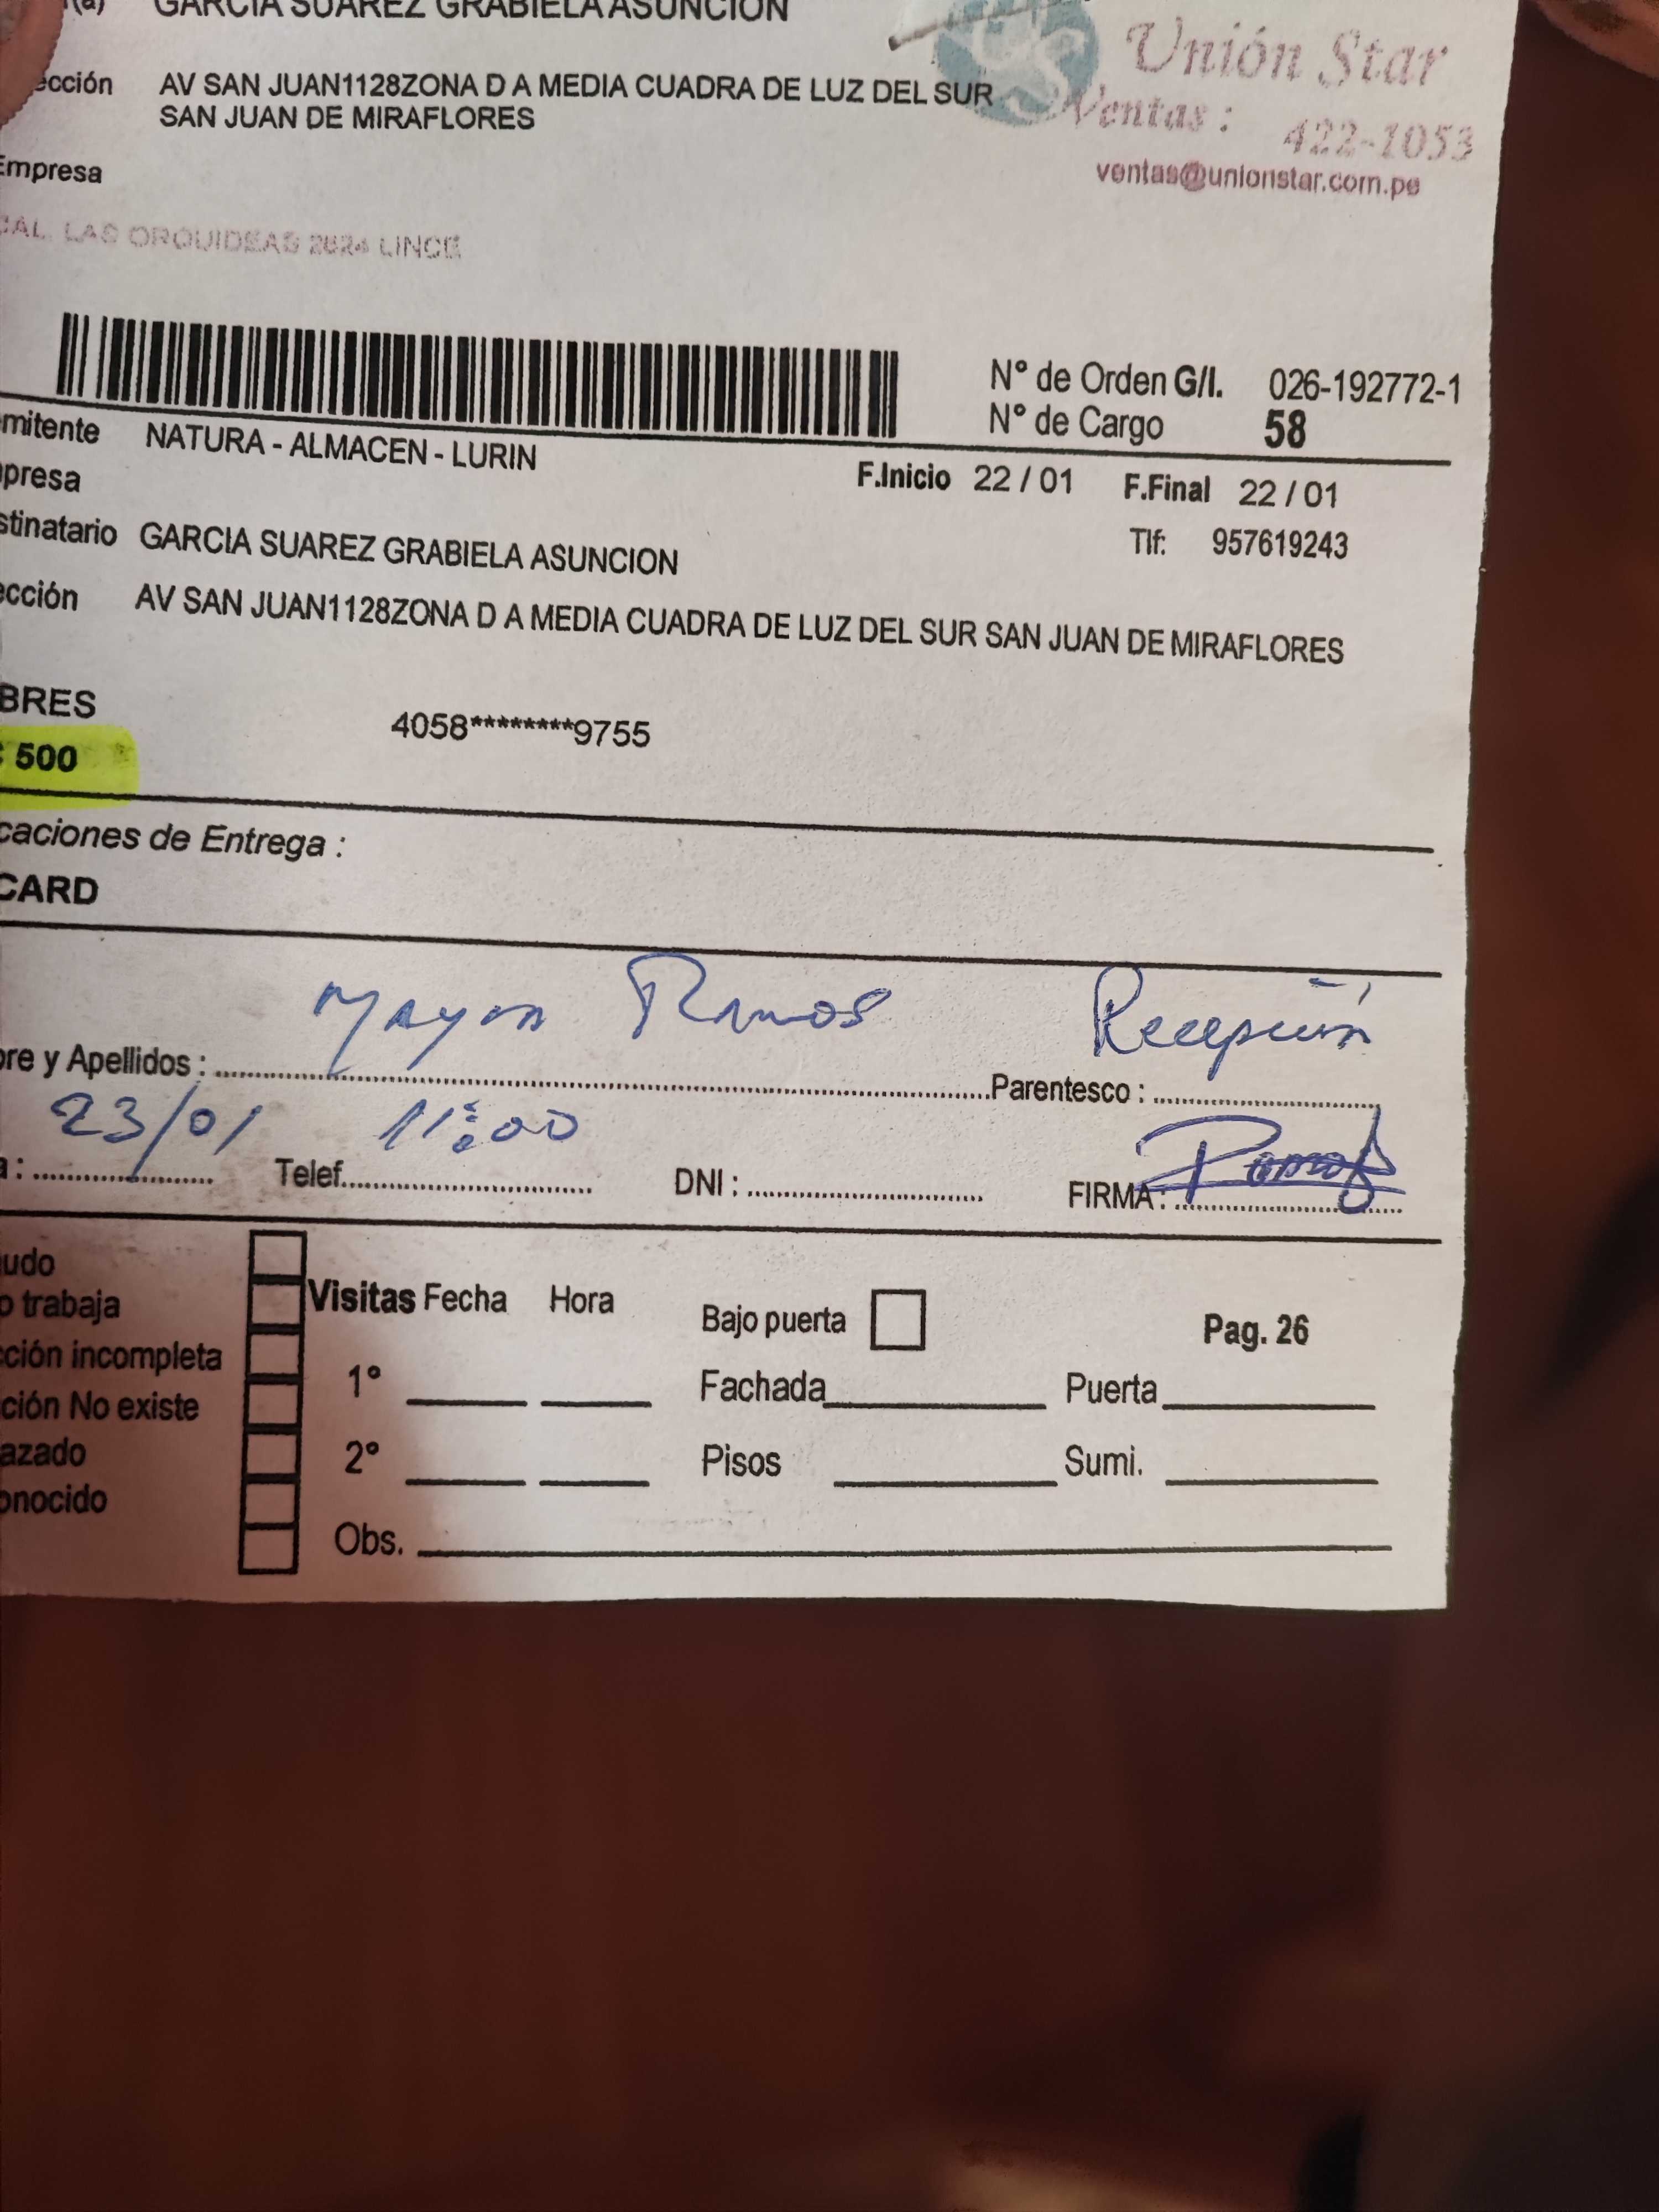 (a) GARCIA SUAREZ GRABIELA ASUNCION
Unión Star
ección AV SAN JUAN1128ZONA D A MEDIA CUADRA DE LUZ DEL SUR
SAN JUAN DE MIRAFLORES
Ventas : 422-1053
ventas@unionstar.com.pe
Empresa
CAL. LAS ORQUIDEAS 2624 LINCE
Nº de Orden G/I. 026-192772-1
Nº de Cargo 58
mitente NATURA - ALMACEN - LURIN
presa
F.Inicio 22 / 01 F.Final 22 / 01
stinatario GARCIA SUAREZ GRABIELA ASUNCION
Tlf: 957619243
ección AV SAN JUAN1128ZONA D A MEDIA CUADRA DE LUZ DEL SUR SAN JUAN DE MIRAFLORES
BRES
4058********9755
500
caciones de Entrega :
CARD
Ramos Recepción
re y Apellidos : Parentesco :
23/01 11:00
a : Telef. DNI : FIRMA :
udo
o trabaja
Visitas Fecha Hora
Bajo puerta
Pag. 26
cción incompleta
1º
Fachada Puerta
ción No existe
azado
2º
Pisos Sumi.
onocido
Obs.